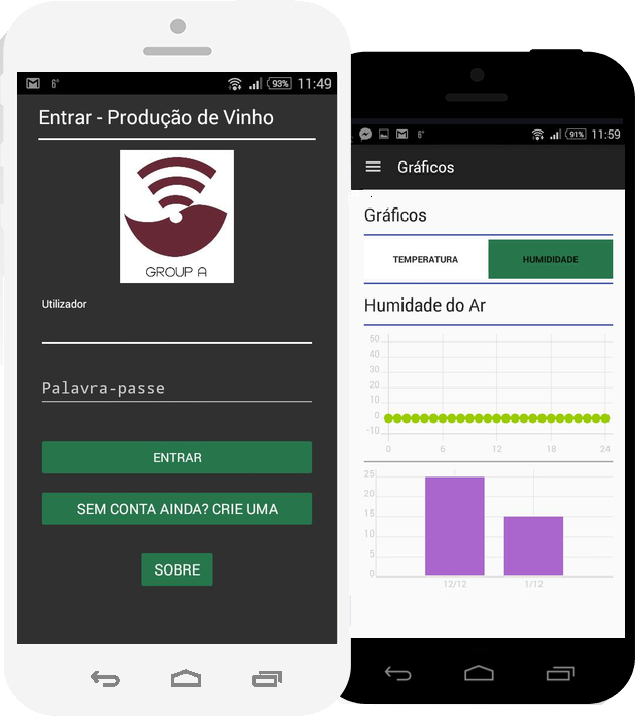 6°
93%
11:49
Entrar - Produção de Vinho
GROUP A
Utilizador
Palavra-passe
ENTRAR
SEM CONTA AINDA? CRIE UMA
SOBRE
6°
91%
11:59
Gráficos
Gráficos
TEMPERATURA
HUMIDIDADE
Humidade do Ar
50
40
30
20
10
0
-10
0 6 12 18 24
25
20
15
10
5
0
12/12 1/12